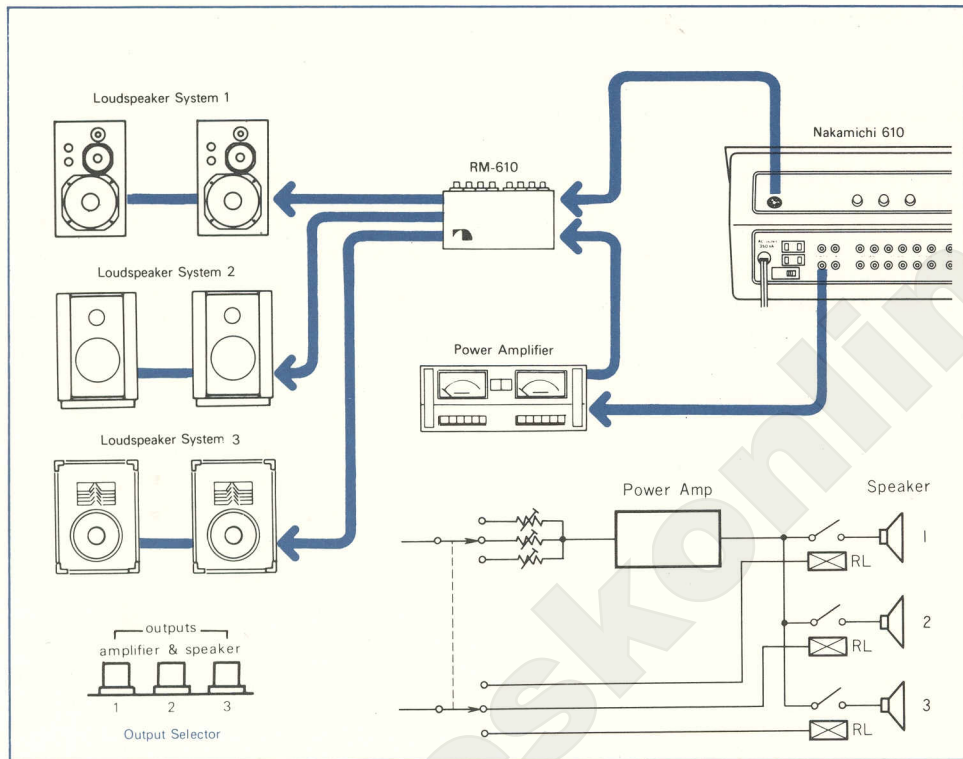 Loudspeaker System 1
Nakamichi 610
RM-610
Loudspeaker System 2
Power Amplifier
Loudspeaker System 3
Power Amp
Speaker
1
RL
2
RL
3
RL
outputs
amplifier & speaker
1 2 3
Output Selector